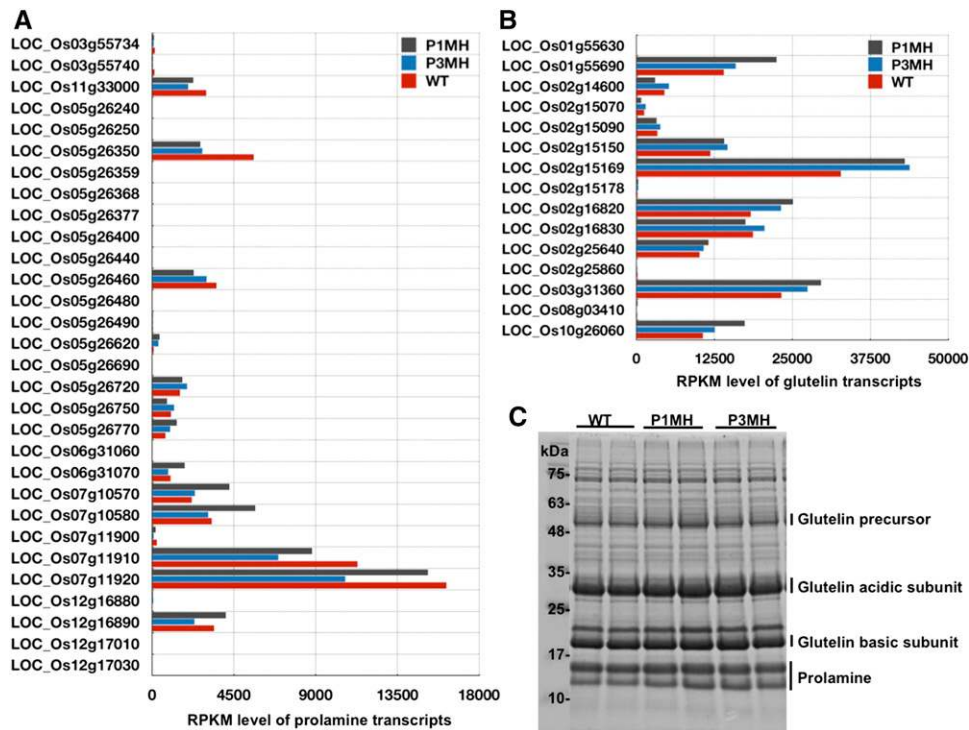 A
LOC_Os03g55734
LOC_Os03g55740
LOC_Os11g33000
LOC_Os05g26240
LOC_Os05g26250
LOC_Os05g26350
LOC_Os05g26359
LOC_Os05g26368
LOC_Os05g26377
LOC_Os05g26400
LOC_Os05g26440
LOC_Os05g26460
LOC_Os05g26480
LOC_Os05g26490
LOC_Os05g26620
LOC_Os05g26690
LOC_Os05g26720
LOC_Os05g26750
LOC_Os05g26770
LOC_Os06g31060
LOC_Os06g31070
LOC_Os07g10570
LOC_Os07g10580
LOC_Os07g11900
LOC_Os07g11910
LOC_Os07g11920
LOC_Os12g16880
LOC_Os12g16890
LOC_Os12g17010
LOC_Os12g17030
P1MH
P3MH
WT
0 4500 9000 13500 18000
RPKM level of prolamine transcripts
B
LOC_Os01g55630
LOC_Os01g55690
LOC_Os02g14600
LOC_Os02g15070
LOC_Os02g15090
LOC_Os02g15150
LOC_Os02g15169
LOC_Os02g15178
LOC_Os02g16820
LOC_Os02g16830
LOC_Os02g25640
LOC_Os02g25860
LOC_Os03g31360
LOC_Os08g03410
LOC_Os10g26060
P1MH
P3MH
WT
0 12500 25000 37500 50000
RPKM level of glutelin transcripts
C
WT P1MH P3MH
kDa
75-
63-
48-
35-
25-
17-
10-
Glutelin precursor
Glutelin acidic subunit
Glutelin basic subunit
Prolamine